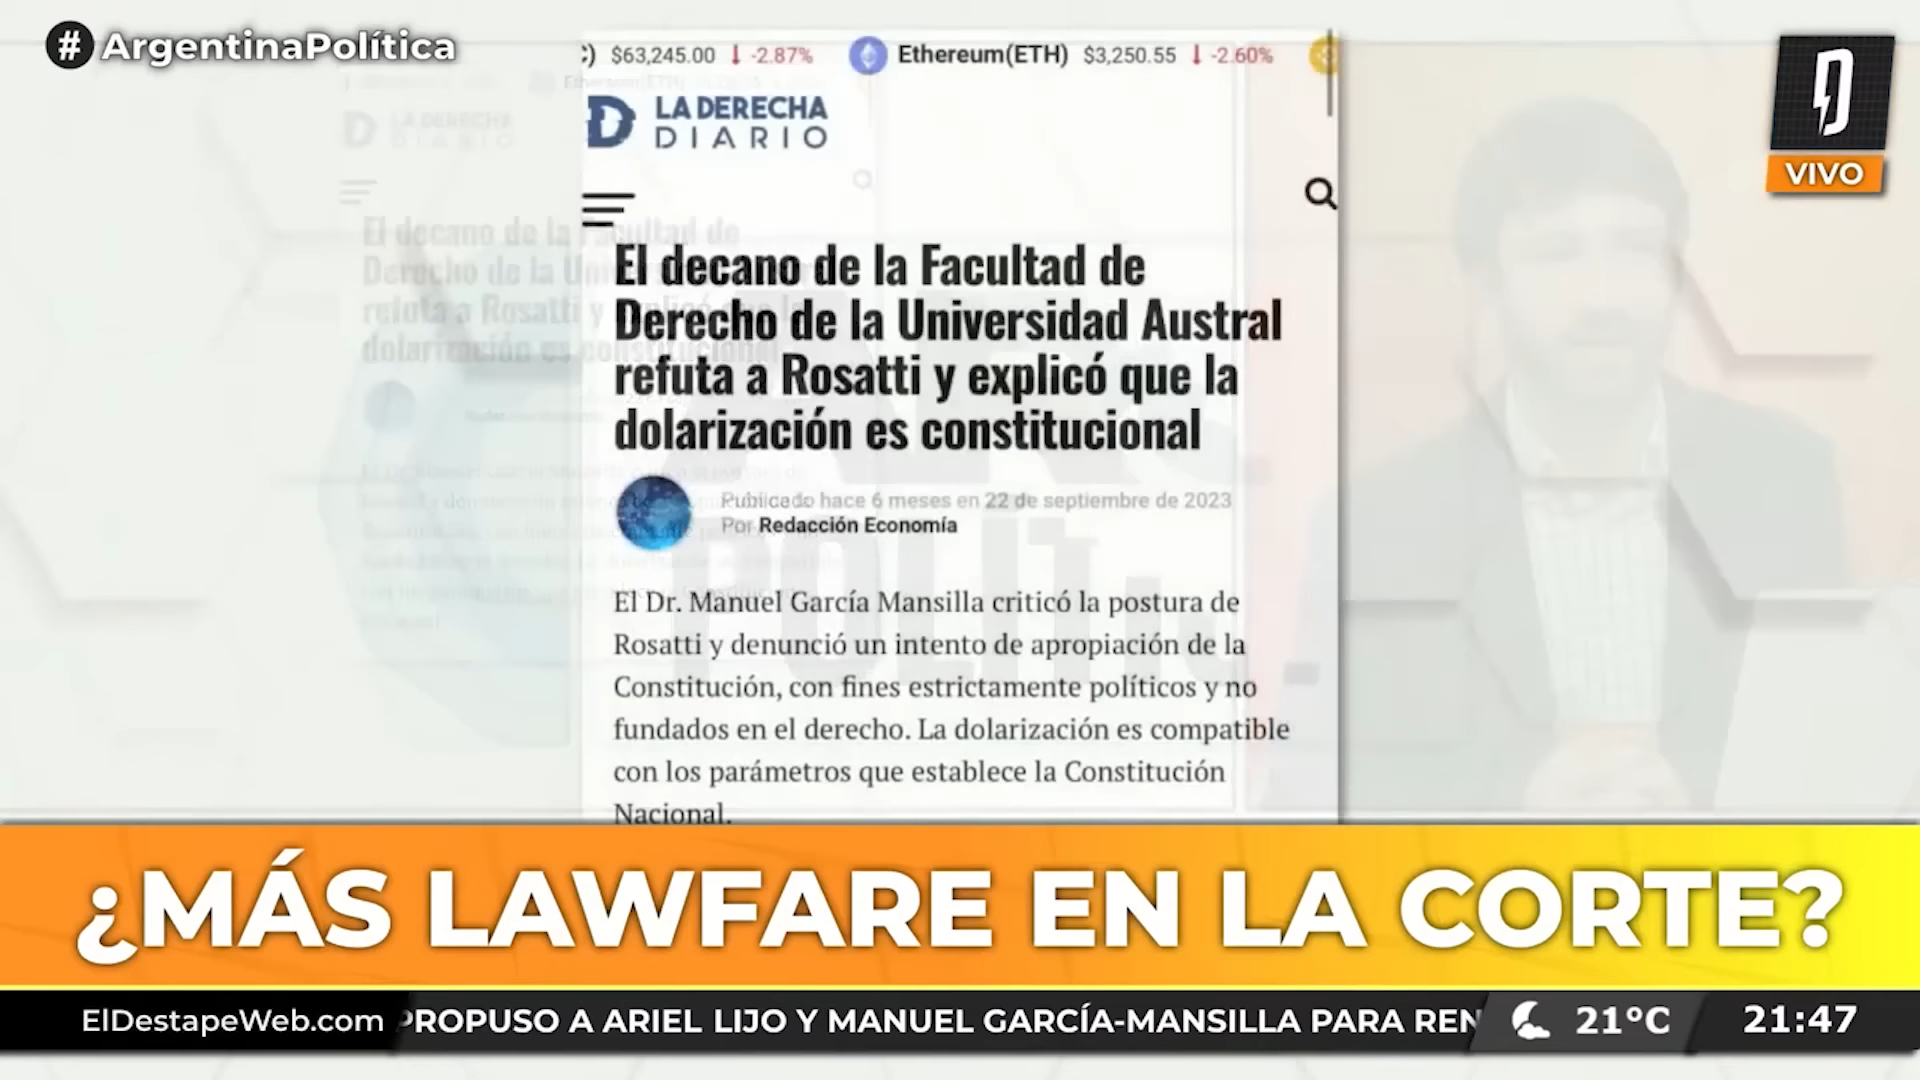 # ArgentinaPolítica
$63,245.00 ↓ -2.87% Ethereum(ETH) $3,250.55 ↓ -2.60%
LA DERECHA
DIARIO
VIVO
El decano de la Facultad de
Derecho de la Universidad Austral
refuta a Rosatti y explicó que la
dolarización es constitucional
Publicado hace 6 meses en 22 de septiembre de 2023
Por Redacción Economía
El Dr. Manuel García Mansilla criticó la postura de
Rosatti y denunció un intento de apropiación de la
Constitución, con fines estrictamente políticos y no
fundados en el derecho. La dolarización es compatible
con los parámetros que establece la Constitución
Nacional.
¿MÁS LAWFARE EN LA CORTE?
ElDestapeWeb.com PROPUSO A ARIEL LIJO Y MANUEL GARCÍA-MANSILLA PARA REN 21°C 21:47